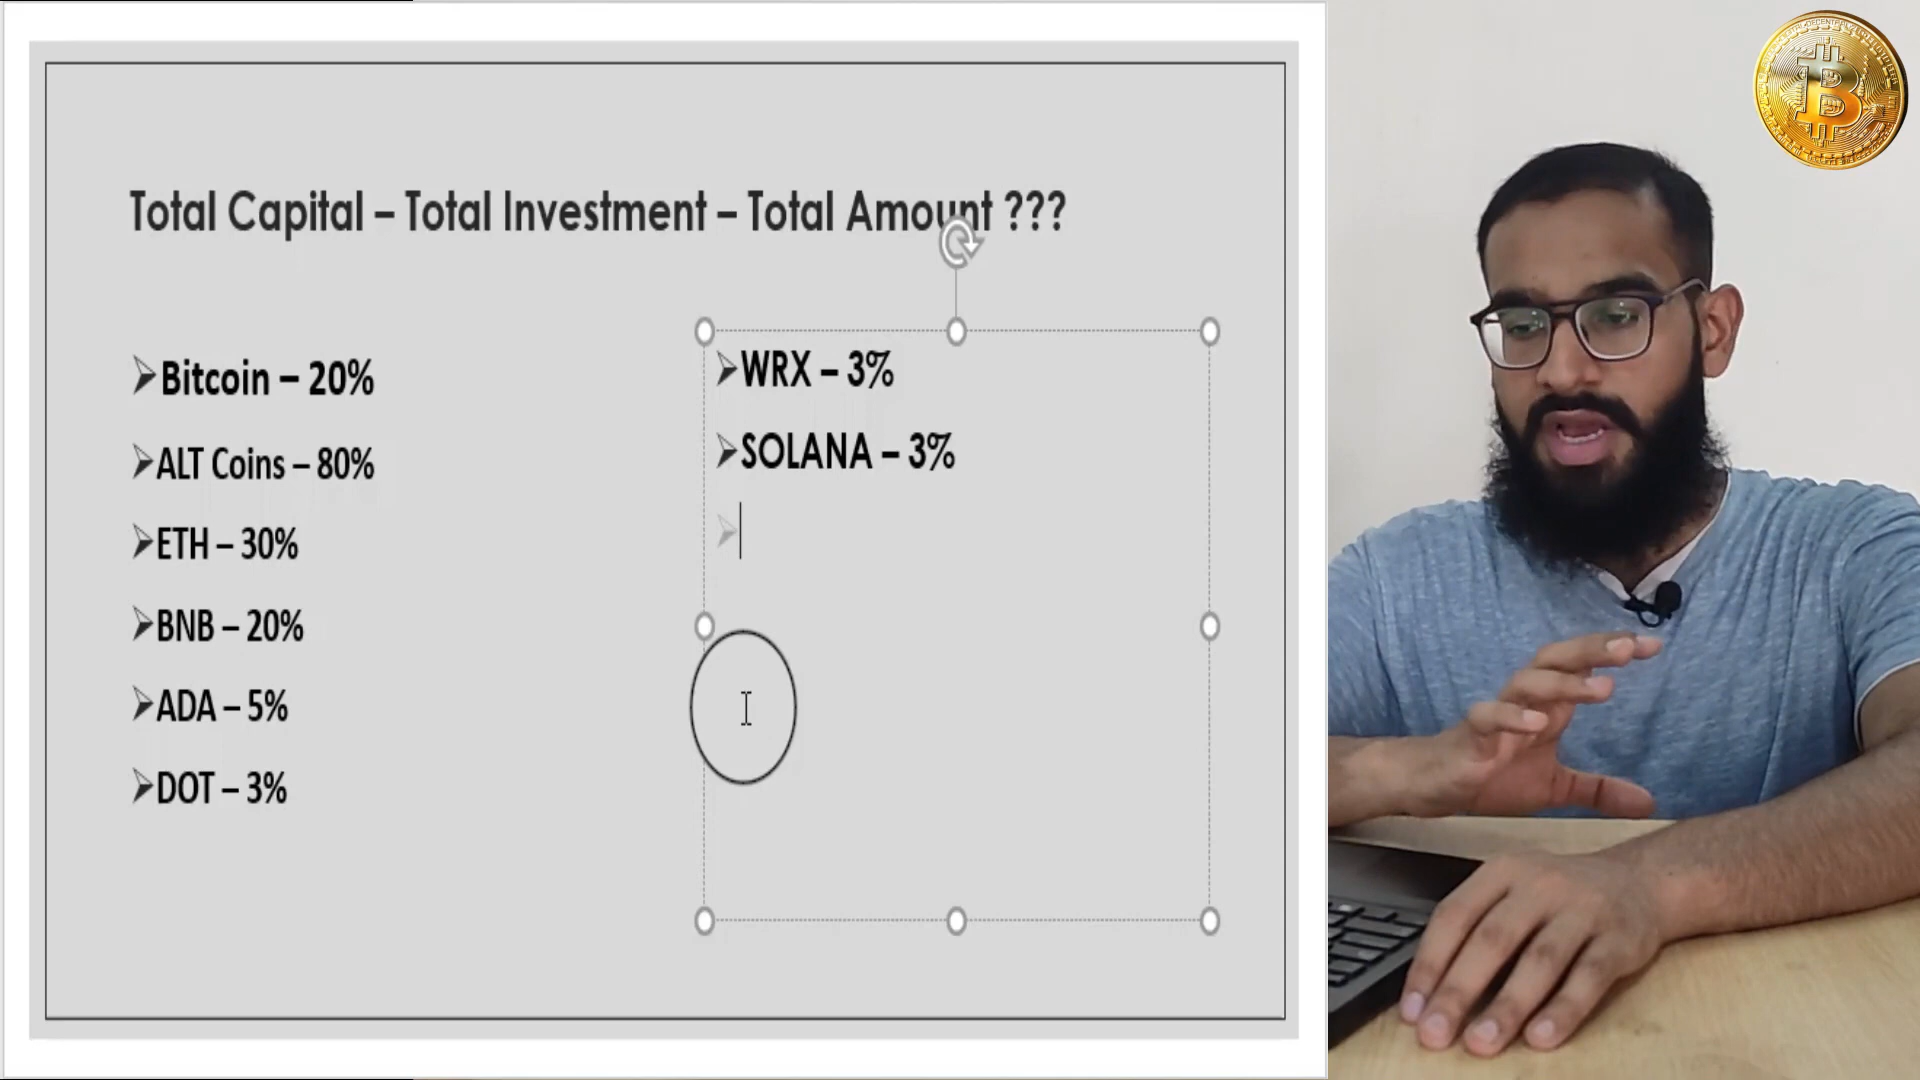 Total Capital – Total Investment – Total Amount ???
➢Bitcoin – 20%
➢ALT Coins – 80%
➢ETH – 30%
➢BNB – 20%
➢ADA – 5%
➢DOT – 3%
➢WRX – 3%
➢SOLANA – 3%